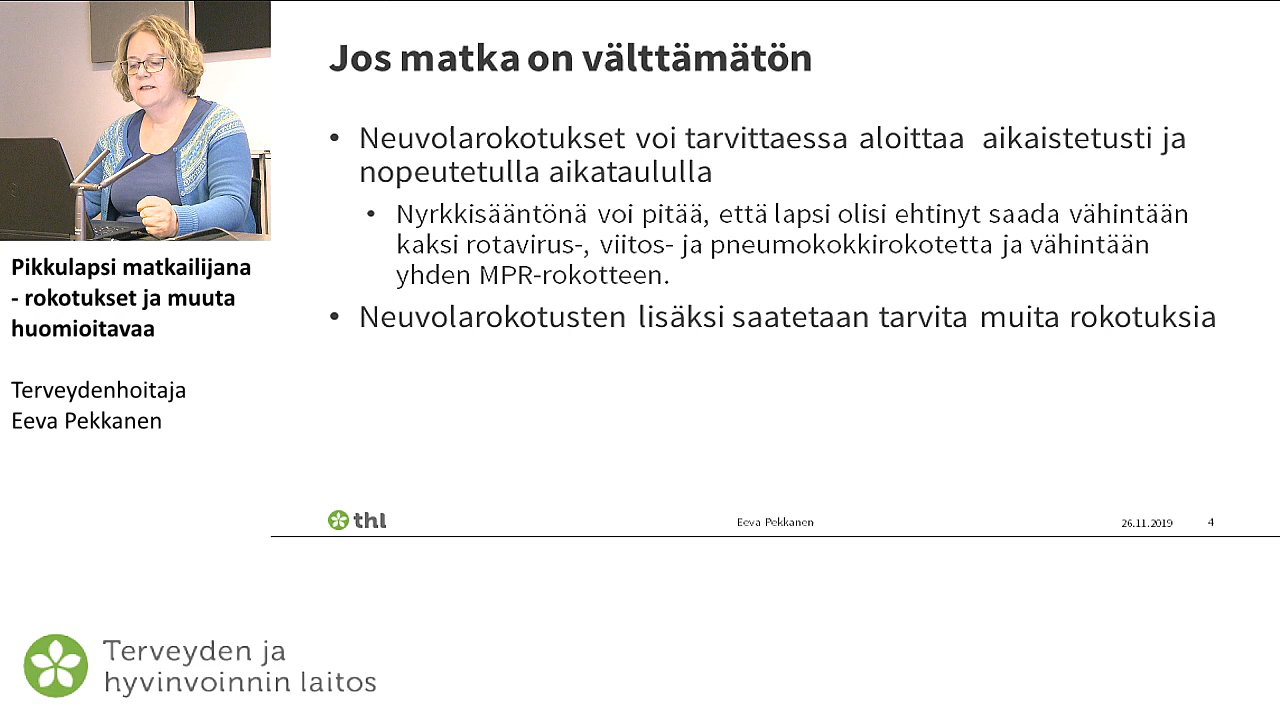 Jos matka on välttämätön
• Neuvolarokotukset voi tarvittaessa aloittaa aikaistetusti ja
nopeutetulla aikataululla
• Nyrkkisääntönä voi pitää, että lapsi olisi ehtinyt saada vähintään
kaksi rotavirus-, viitos- ja pneumokokkirokotetta ja vähintään
yhden MPR-rokotteen.
• Neuvolarokotusten lisäksi saatetaan tarvita muita rokotuksia
Pikkulapsi matkailijana
- rokotukset ja muuta
huomioitavaa
Terveydenhoitaja
Eeva Pekkanen
thl
Eeva Pekkanen
26.11.2019
4
Terveyden ja
hyvinvoinnin laitos